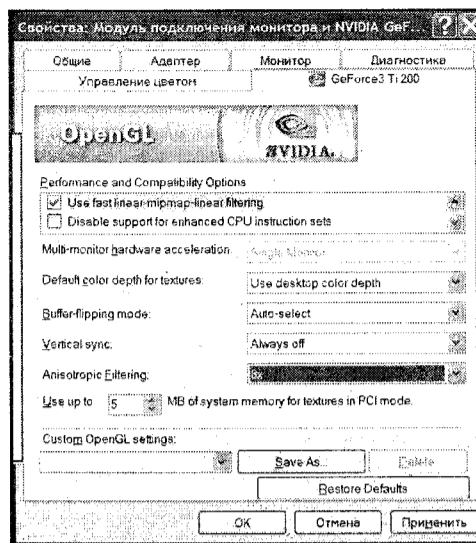 Свойства: Модуль подключения монитора и NVIDIA GeF...
Общие Адаптер Монитор Диагностика
Управление цветом GeForce3 Ti 200
OpenGL NVIDIA.
Performance and Compatibility Options
Use fast linear-mipmap-linear filtering
Disable support for enhanced CPU instruction sets
Multi-monitor hardware acceleration: Single Monitor
Default color depth for textures: Use desktop color depth
Buffer-flipping mode: Auto-select
Vertical sync: Always off
Anisotropic Filtering: 8x
Use up to 5 MB of system memory for textures in PCI mode.
Custom OpenGL settings:
Save As... Delete
Restore Defaults
OK Отмена Применить